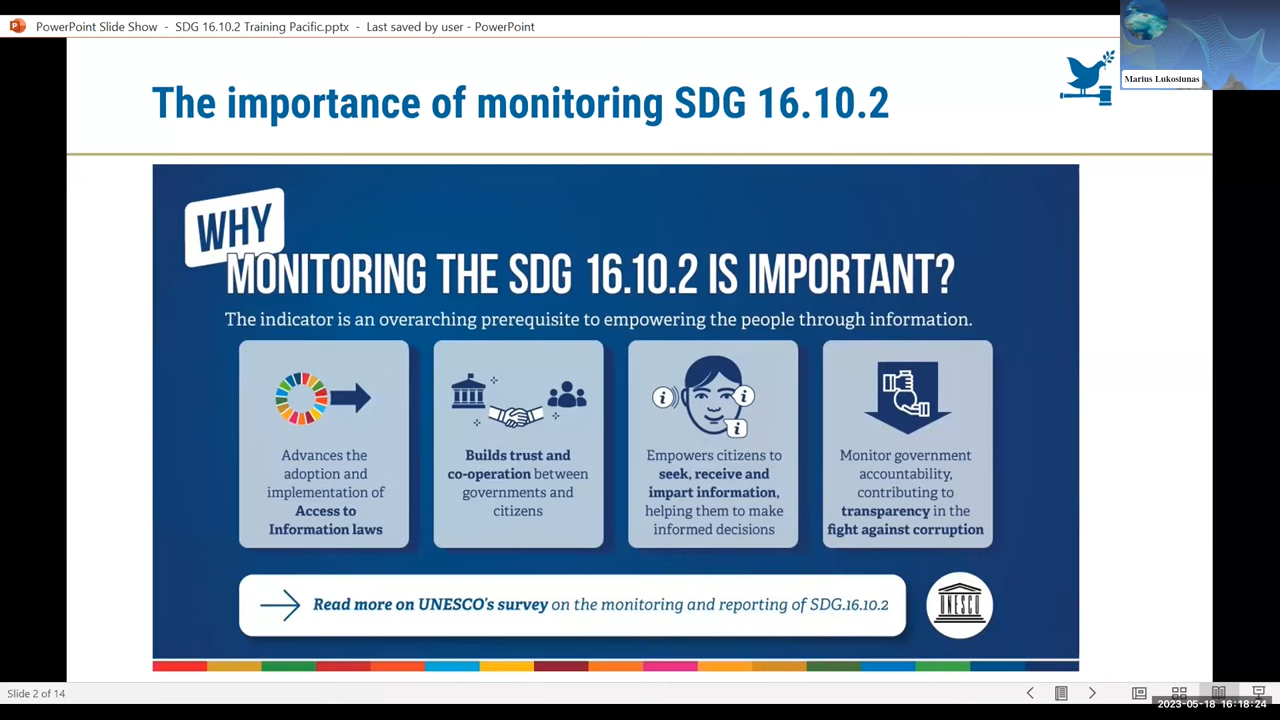 PowerPoint Slide Show - SDG 16.10.2 Training Pacific.pptx - Last saved by user - PowerPoint
Marius Lukosiunas
The importance of monitoring SDG 16.10.2
WHY
MONITORING THE SDG 16.10.2 IS IMPORTANT?
The indicator is an overarching prerequisite to empowering the people through information.
Advances the
adoption and
implementation of
Access to
Information laws
Builds trust and
co-operation between
governments and
citizens
Empowers citizens to
seek, receive and
impart information,
helping them to make
informed decisions
Monitor government
accountability,
contributing to
transparency in the
fight against corruption
Read more on UNESCO's survey on the monitoring and reporting of SDG.16.10.2
UNESCO
Slide 2 of 14
2023-05-18 16:18:24